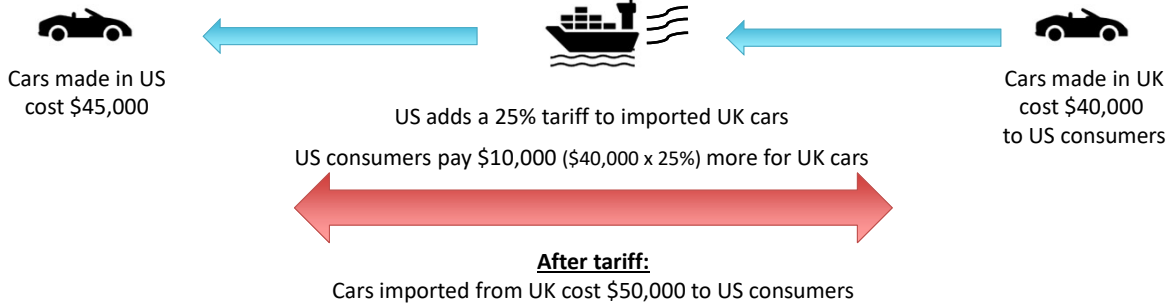 Cars made in US
cost $45,000
Cars made in UK
cost $40,000
to US consumers
US adds a 25% tariff to imported UK cars
US consumers pay $10,000 ($40,000 x 25%) more for UK cars
After tariff:
Cars imported from UK cost $50,000 to US consumers